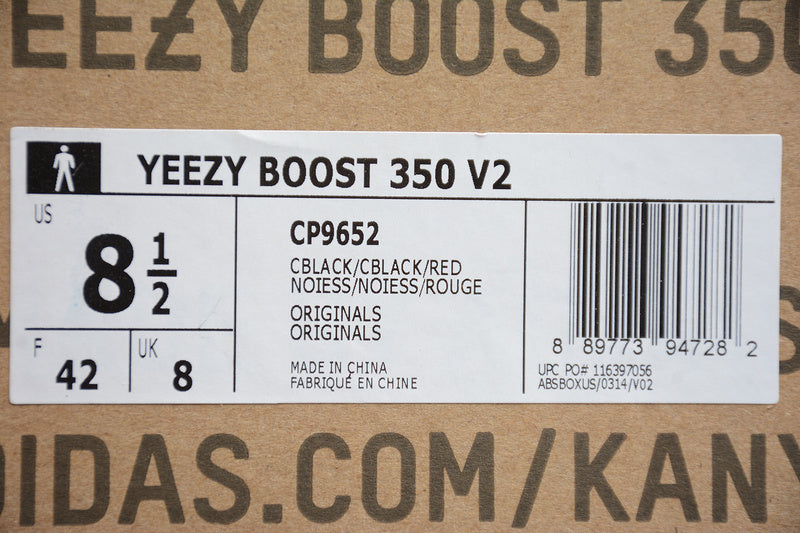 EEZY BOOST 350
YEEZY BOOST 350 V2
US
8 1/2
F
42
UK
8
CP9652
CBLACK/CBLACK/RED
NOIESS/NOIESS/ROUGE
ORIGINALS
ORIGINALS
MADE IN CHINA
FABRIQUÉ EN CHINE
8 89773 94728 2
UPC PO# 116397056
ABSBOXUS/0314/V02
IDAS.COM/KANY